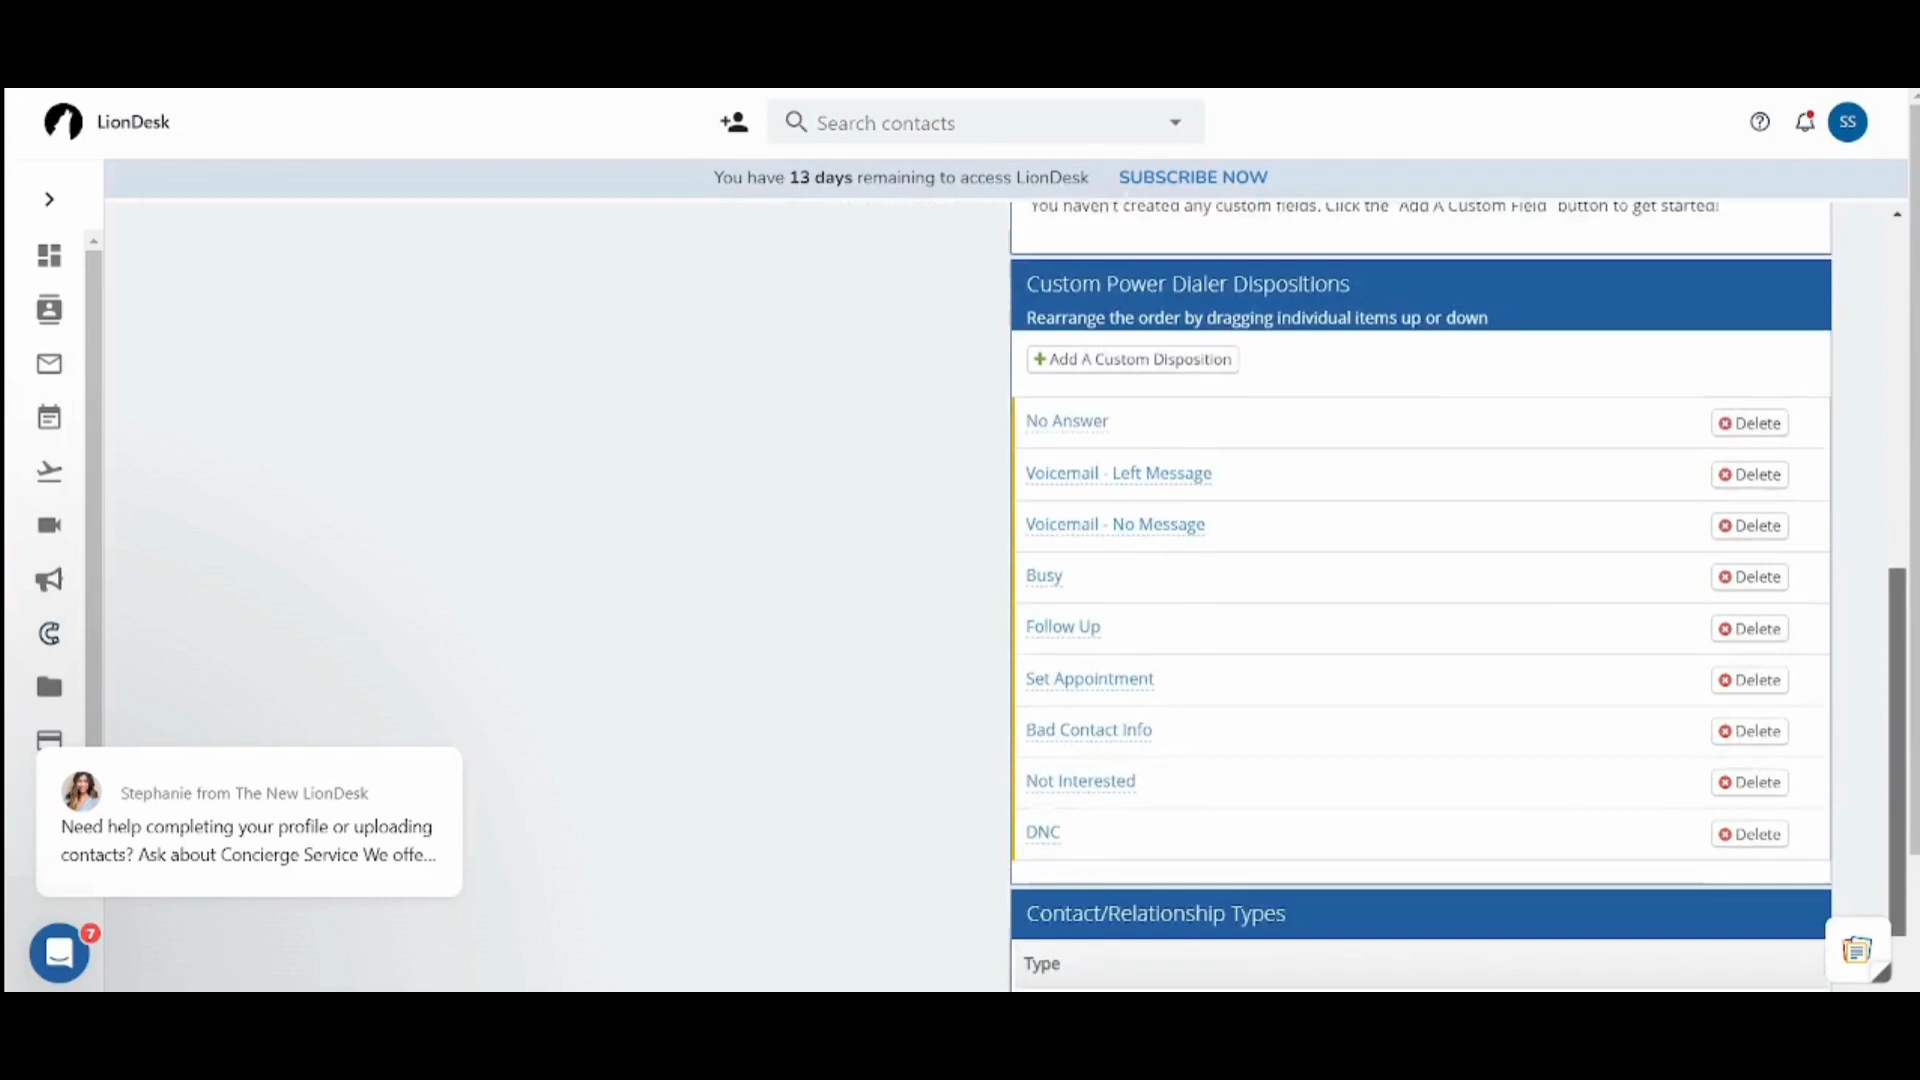 LionDesk
Search contacts
SS
You have 13 days remaining to access LionDesk SUBSCRIBE NOW
You haven't created any custom fields. Click the "Add A Custom Field" button to get started!
Custom Power Dialer Dispositions
Rearrange the order by dragging individual items up or down
Add A Custom Disposition
No Answer Delete
Voicemail - Left Message Delete
Voicemail - No Message Delete
Busy Delete
Follow Up Delete
Set Appointment Delete
Bad Contact Info Delete
Not Interested Delete
DNC Delete
Stephanie from The New LionDesk
Need help completing your profile or uploading
contacts? Ask about Concierge Service We offe...
7
Contact/Relationship Types
Type